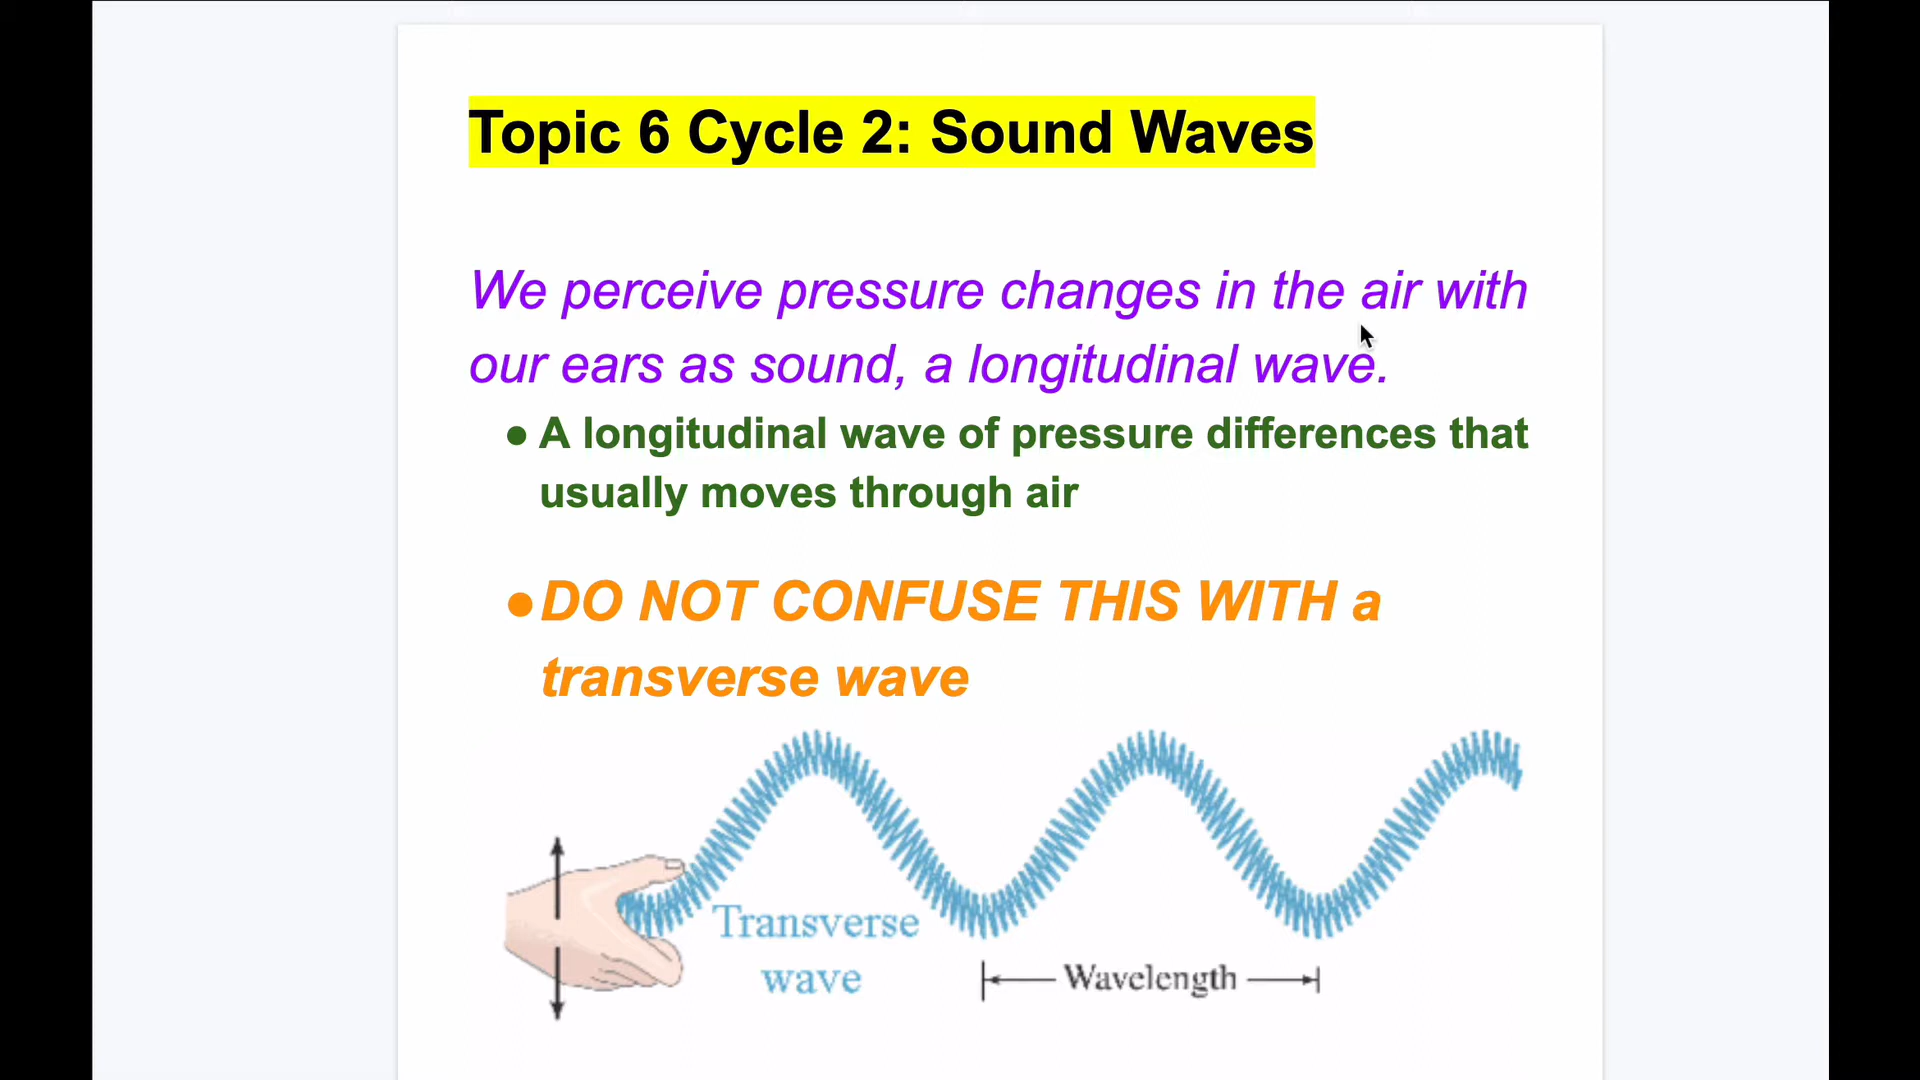 Topic 6 Cycle 2: Sound Waves
We perceive pressure changes in the air with
our ears as sound, a longitudinal wave.
● A longitudinal wave of pressure differences that
usually moves through air
● DO NOT CONFUSE THIS WITH a
transverse wave
Transverse
wave
Wavelength